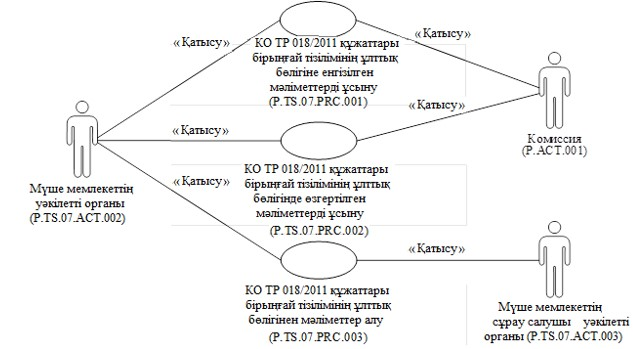 «Қатысу»
«Қатысу»
КО ТР 018/2011 құжаттары
бірыңғай тізілімінің ұлттық
бөлігіне енгізілген
мәліметтерді ұсыну
(P.TS.07.PRC.001)
«Қатысу»
«Қатысу»
Комиссия
(P.ACT.001)
Мүше мемлекеттің
уәкілетті органы
(P.TS.07.ACT.002)
«Қатысу»
КО ТР 018/2011 құжаттары
бірыңғай тізілімінің ұлттық
бөлігінде өзгертілген
мәліметтерді ұсыну
(P.TS.07.PRC.002)
«Қатысу»
КО ТР 018/2011 құжаттары
бірыңғай тізілімінің ұлттық
бөлігінен мәліметтер алу
(P.TS.07.PRC.003)
Мүше мемлекеттің
сұрау салушы уәкілетті
органы (P.TS.07.ACT.003)